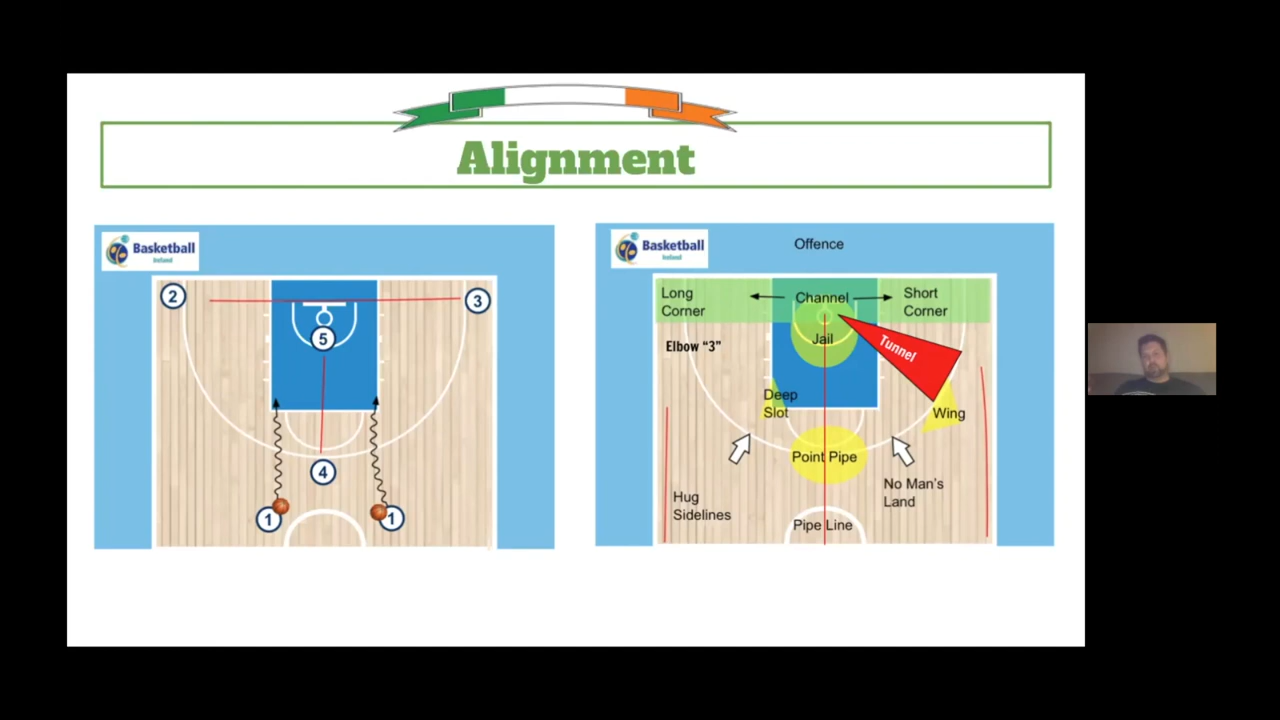 Alignment
Basketball
Ireland
2
3
5
4
1
1
Basketball
Ireland
Offence
Long
Corner
Channel
Short
Corner
Elbow “3”
Jail
Tunnel
Deep
Slot
Wing
Point Pipe
No Man's
Land
Hug
Sidelines
Pipe Line